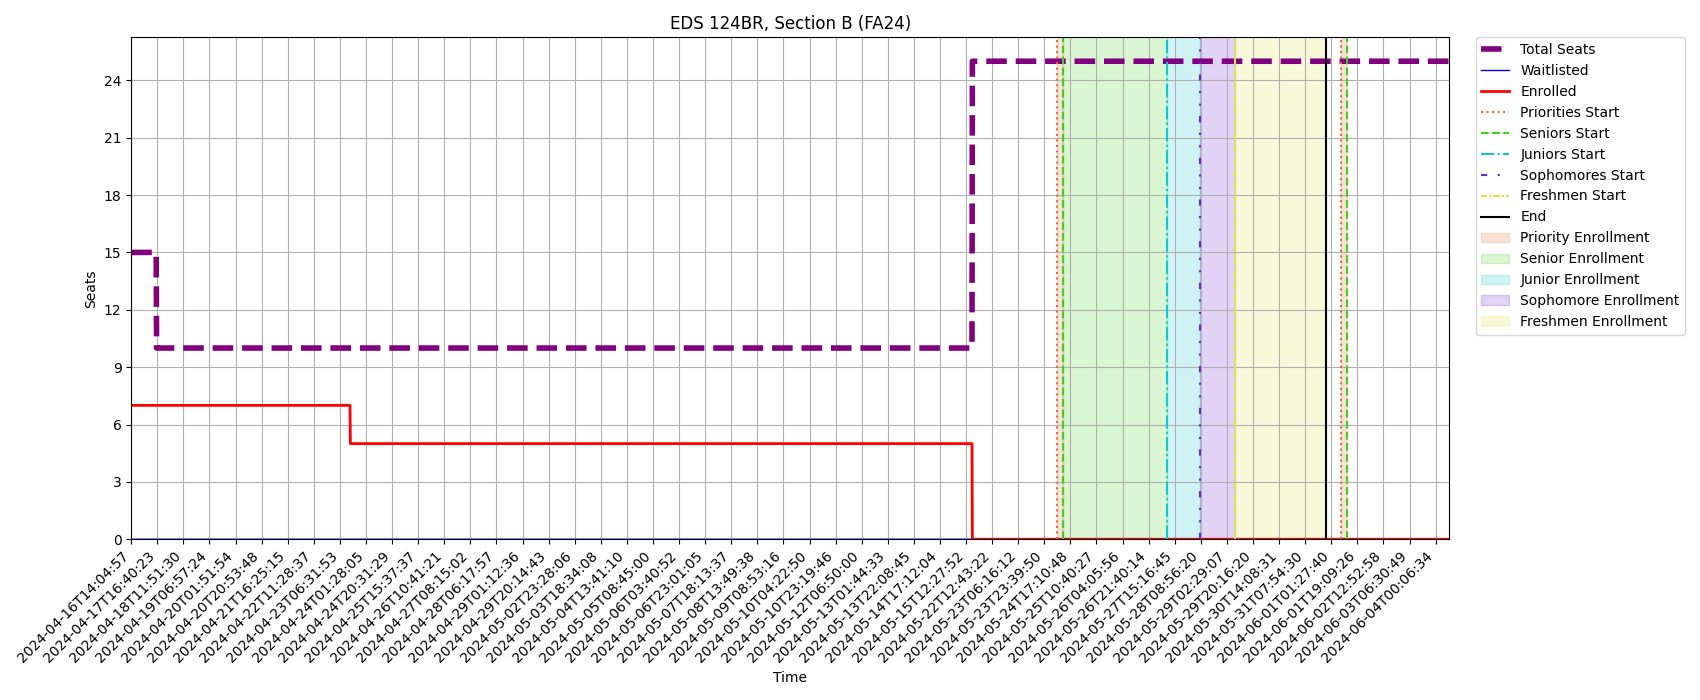 EDS 124BR, Section B (FA24)
Total Seats
Waitlisted
Enrolled
Priorities Start
Seniors Start
Juniors Start
Sophomores Start
Freshmen Start
End
Priority Enrollment
Senior Enrollment
Junior Enrollment
Sophomore Enrollment
Freshmen Enrollment
Seats
24
21
18
15
12
9
6
3
0
2024-04-16T14:04:57
2024-04-17T16:40:23
2024-04-18T11:51:30
2024-04-19T06:57:24
2024-04-20T01:51:54
2024-04-20T20:53:48
2024-04-21T16:25:15
2024-04-22T11:28:37
2024-04-23T06:31:53
2024-04-24T01:28:05
2024-04-24T20:31:29
2024-04-25T15:37:37
2024-04-26T10:41:21
2024-04-27T08:15:02
2024-04-28T06:17:57
2024-04-29T01:12:36
2024-04-29T20:14:43
2024-05-02T23:28:06
2024-05-03T18:34:08
2024-05-04T13:41:10
2024-05-05T08:45:00
2024-05-06T03:40:52
2024-05-06T23:01:05
2024-05-07T18:13:37
2024-05-08T13:49:38
2024-05-09T08:53:16
2024-05-10T04:22:50
2024-05-10T23:19:46
2024-05-12T06:50:00
2024-05-13T01:44:33
2024-05-13T22:08:45
2024-05-14T17:12:04
2024-05-15T12:27:52
2024-05-22T12:43:22
2024-05-23T06:16:12
2024-05-23T23:39:50
2024-05-24T17:10:48
2024-05-25T10:40:27
2024-05-26T04:05:56
2024-05-26T21:40:14
2024-05-27T15:16:45
2024-05-28T08:56:20
2024-05-29T02:29:07
2024-05-29T20:16:20
2024-05-30T14:08:31
2024-05-31T07:54:30
2024-06-01T01:27:40
2024-06-01T19:09:26
2024-06-02T12:52:58
2024-06-03T06:30:49
2024-06-04T00:06:34
Time